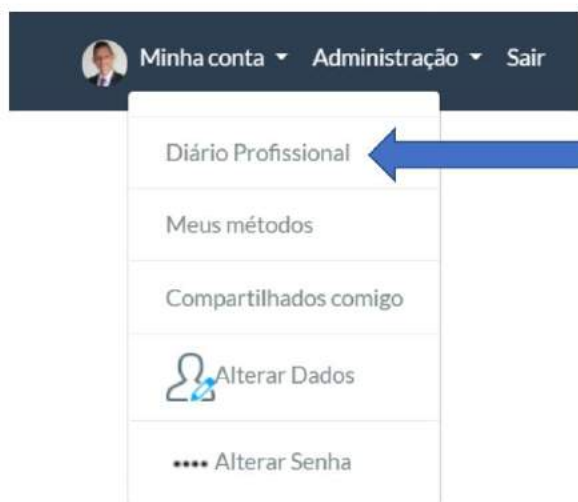 Minha conta Administração Sair
Diário Profissional
Meus métodos
Compartilhados comigo
Alterar Dados
Alterar Senha